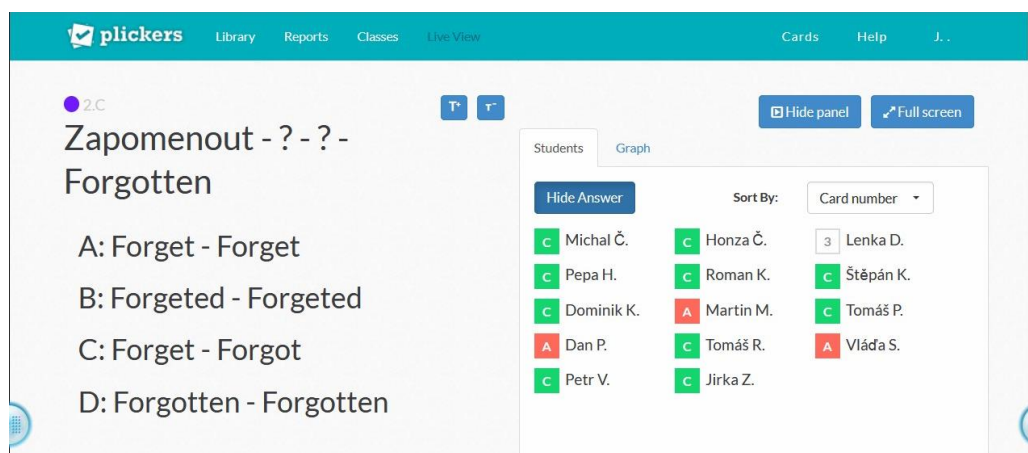 plickers Library Reports Classes Live View Cards Help J. .
2.C T+ T-
Hide panel Full screen
Zapomenout - ? - ? -
Forgotten
A: Forget - Forget
B: Forgeted - Forgeted
C: Forget - Forgot
D: Forgotten - Forgotten
Students Graph
Hide Answer Sort By: Card number
C Michal Č. C Honza Č. 3 Lenka D.
C Pepa H. C Roman K. C Štěpán K.
C Dominik K. A Martin M. C Tomáš P.
A Dan P. C Tomáš R. A Vláďa S.
C Petr V. C Jirka Z.